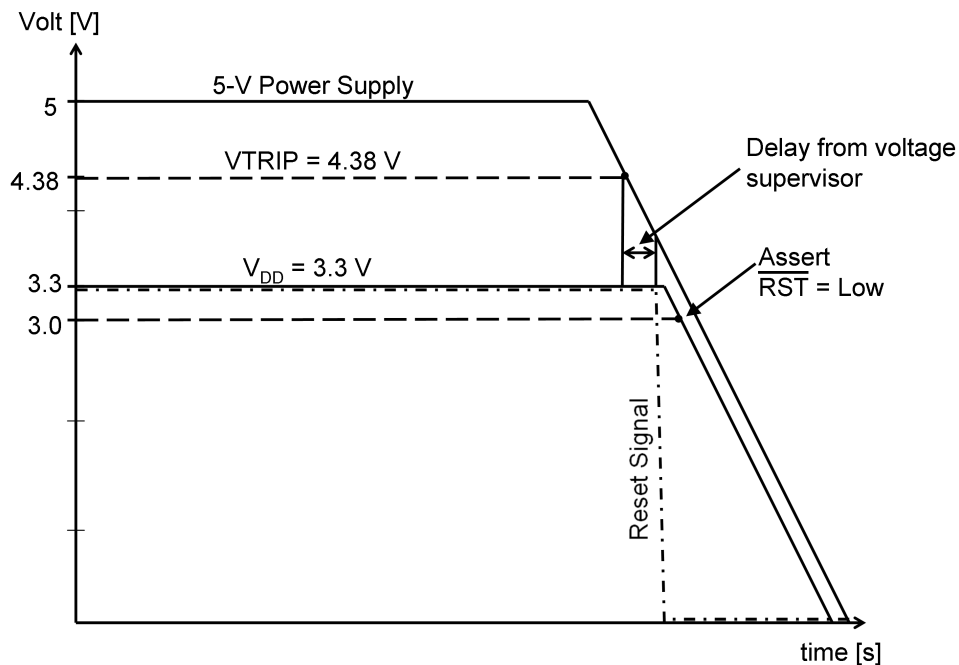 Volt [V]
5-V Power Supply
5
Delay from voltage
supervisor
VTRIP = 4.38 V
4.38
Assert
RST = Low
VDD = 3.3 V
3.3
3.0
Reset Signal
time [s]